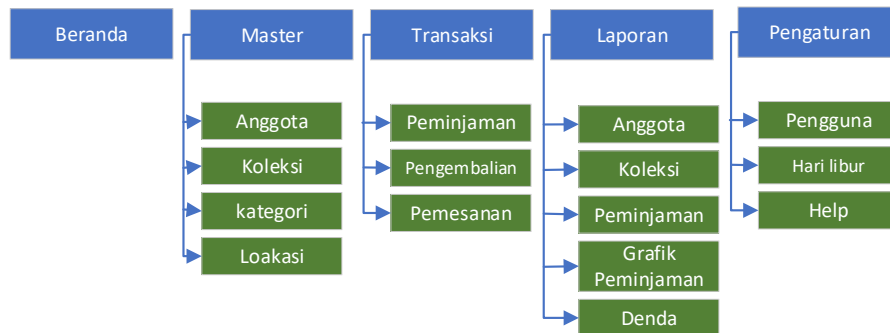 Beranda
Master
Transaksi
Laporan
Pengaturan
Anggota
Koleksi
kategori
Loakasi
Peminjaman
Pengembalian
Pemesanan
Anggota
Koleksi
Peminjaman
Grafik
Peminjaman
Denda
Pengguna
Hari libur
Help